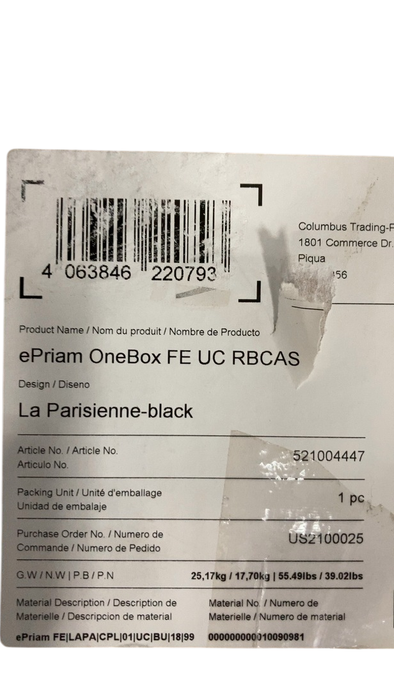 4 063846 220793
Columbus Trading-P
1801 Commerce Dr.
Piqua
56
Product Name / Nom du produit / Nombre de Producto
ePriam OneBox FE UC RBCAS
Design / Diseno
La Parisienne-black
Article No. / Article No.
Articulo No.
521004447
Packing Unit / Unité d'emballage
Unidad de embalaje
1 pc
Purchase Order No. / Numero de
Commande / Numero de Pedido
US2100025
G.W / N.W | P.B / P.N
25,17kg / 17,70kg | 55.49lbs / 39.02lbs
Material Description / Description de
Materielle / Descripcion de material
Material No. / Numero de
Materielle / Numero de material
ePriam FE|LAPA|CPL|01|UC|BU|18|99
000000000010090981